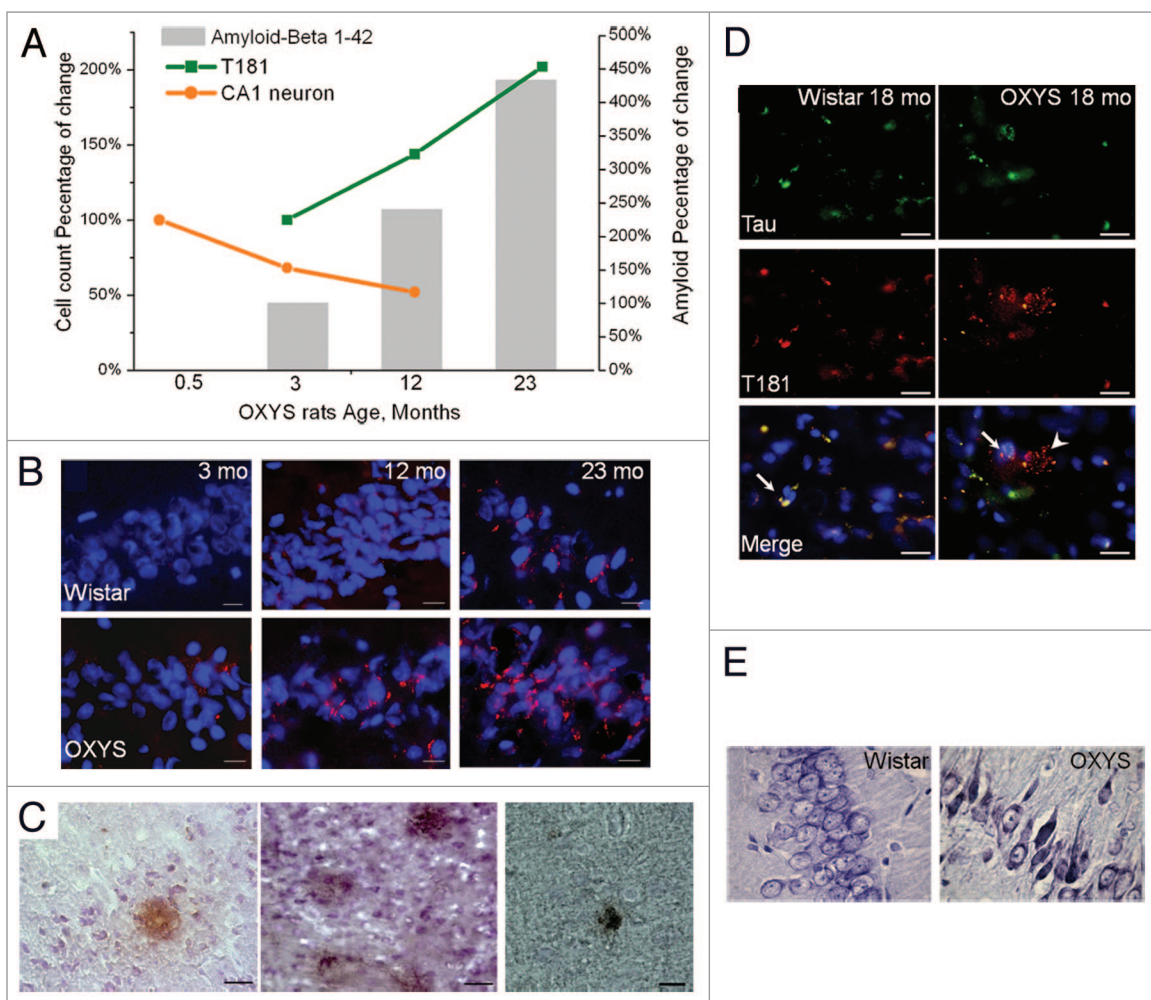 A
Amyloid-Beta 1-42
T181
CA1 neuron
Cell count Pecentage of change
200%
150%
100%
50%
0%
500%
450%
400%
350%
300%
250%
200%
150%
100%
50%
0%
Amyloid Pecentage of change
0.5 3 12 23
OXYS rats Age, Months
B
3 mo 12 mo 23 mo
Wistar
OXYS
C
D
Wistar 18 mo OXYS 18 mo
Tau
T181
Merge
E
Wistar OXYS